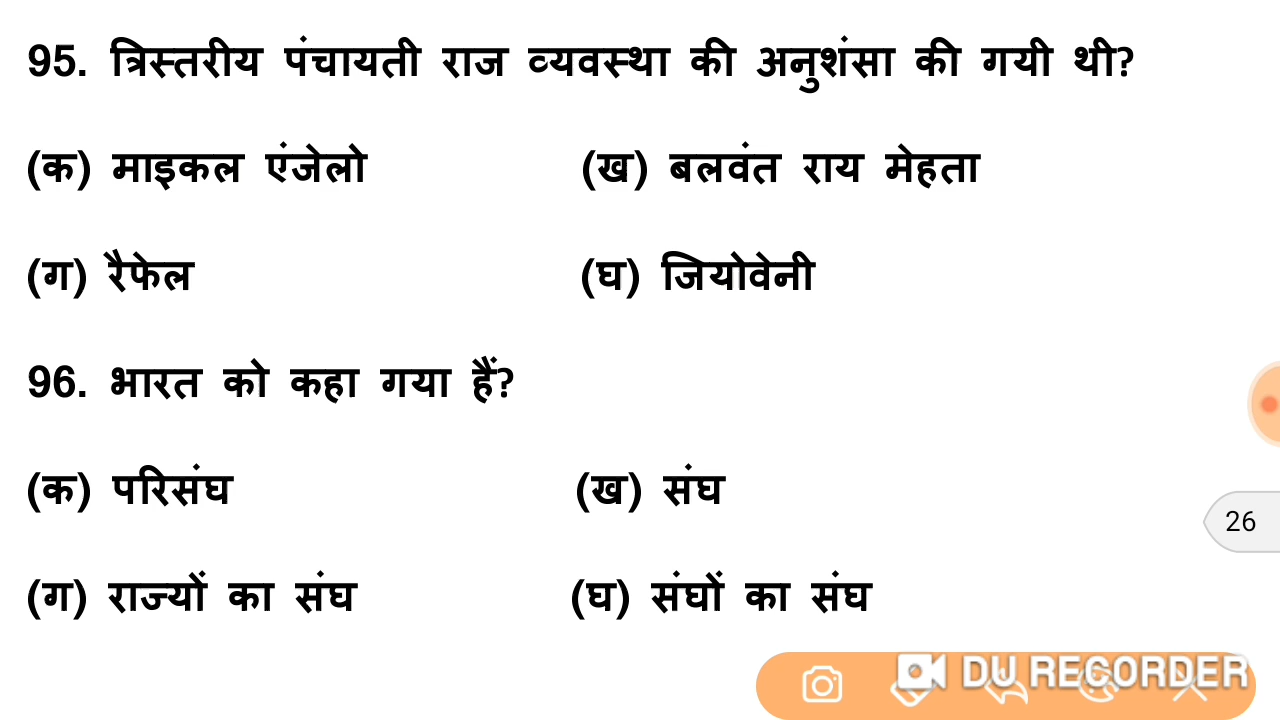 95. त्रिस्तरीय पंचायती राज व्यवस्था की अनुशंसा की गयी थी?
(क) माइकल एंजेलो (ख) बलवंत राय मेहता
(ग) रैफेल (घ) जियोवेनी
96. भारत को कहा गया हैं?
(क) परिसंघ (ख) संघ
26
(ग) राज्यों का संघ (घ) संघों का संघ
DU RECORDER